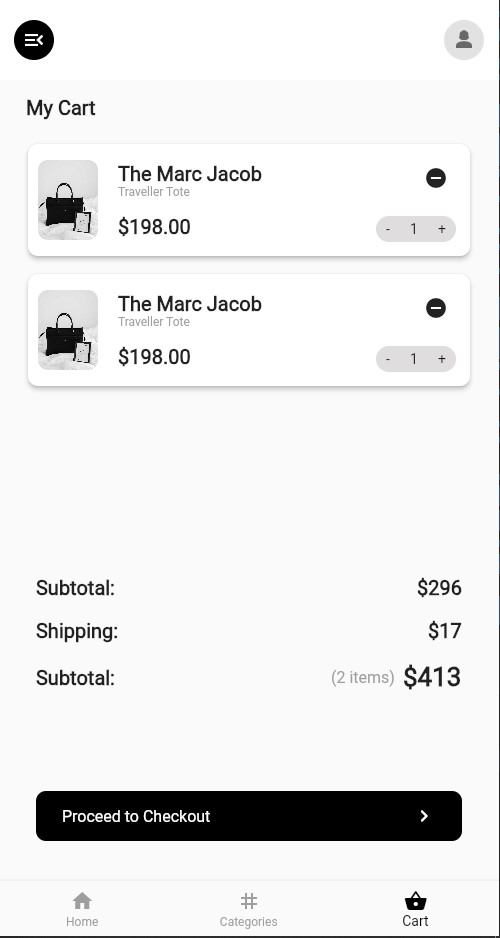 My Cart
The Marc Jacob
Traveller Tote
$198.00
- 1 +
The Marc Jacob
Traveller Tote
$198.00
- 1 +
Subtotal: $296
Shipping: $17
Subtotal: (2 items) $413
Proceed to Checkout
Home Categories Cart